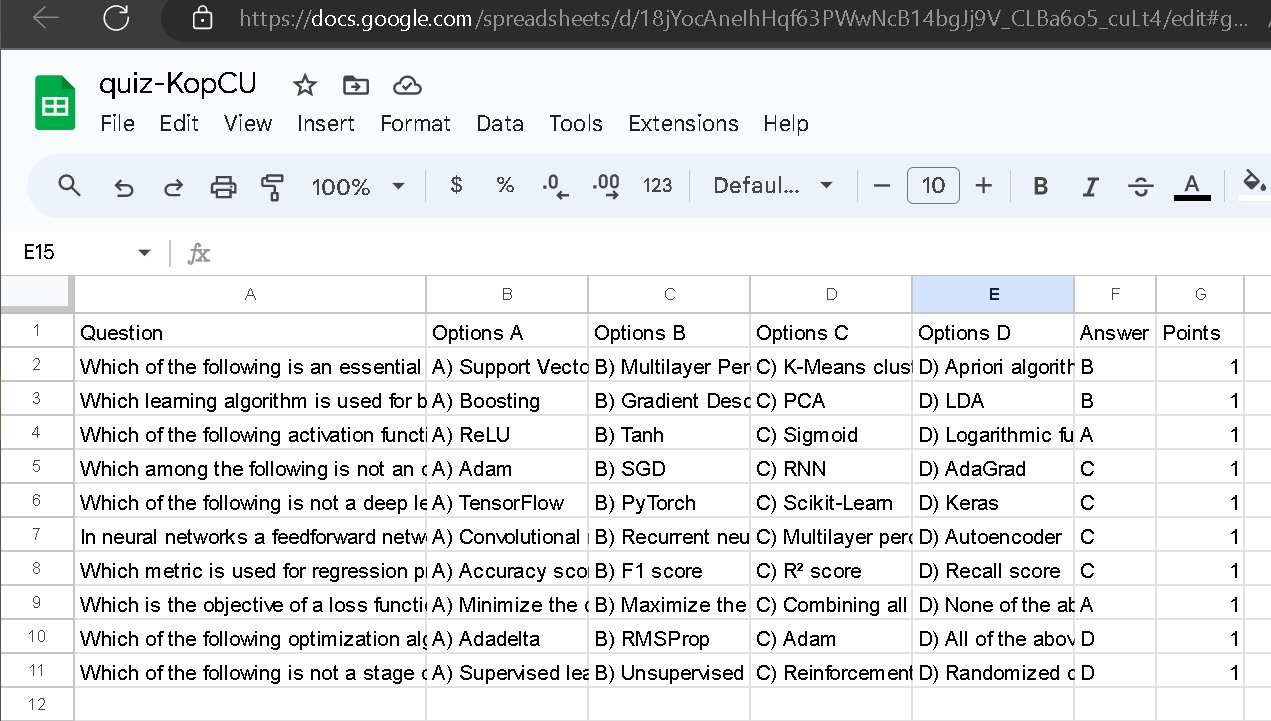 https://docs.google.com/spreadsheets/d/18jYocAnelhHqf63PWwNcB14bgJj9V_CLBa6o5_cuLt4/edit#g...
quiz-KopCU
File Edit View Insert Format Data Tools Extensions Help
100% $ % .0 .00 123 Defaul... − 10 + B I S A
E15 fx
A B C D E F G
1 Question Options A Options B Options C Options D Answer Points
2 Which of the following is an essential A) Support Vecto B) Multilayer Per C) K-Means clust D) Apriori algorith B 1
3 Which learning algorithm is used for b A) Boosting B) Gradient Desc C) PCA D) LDA B 1
4 Which of the following activation functi A) ReLU B) Tanh C) Sigmoid D) Logarithmic fu A 1
5 Which among the following is not an o A) Adam B) SGD C) RNN D) AdaGrad C 1
6 Which of the following is not a deep le A) TensorFlow B) PyTorch C) Scikit-Learn D) Keras C 1
7 In neural networks a feedforward netw A) Convolutional B) Recurrent neu C) Multilayer perc D) Autoencoder C 1
8 Which metric is used for regression p A) Accuracy sco B) F1 score C) R² score D) Recall score C 1
9 Which is the objective of a loss functi A) Minimize the B) Maximize the C) Combining all D) None of the ab A 1
10 Which of the following optimization alg A) Adadelta B) RMSProp C) Adam D) All of the abov D 1
11 Which of the following is not a stage A) Supervised lea B) Unsupervised C) Reinforcement D) Randomized D 1
12